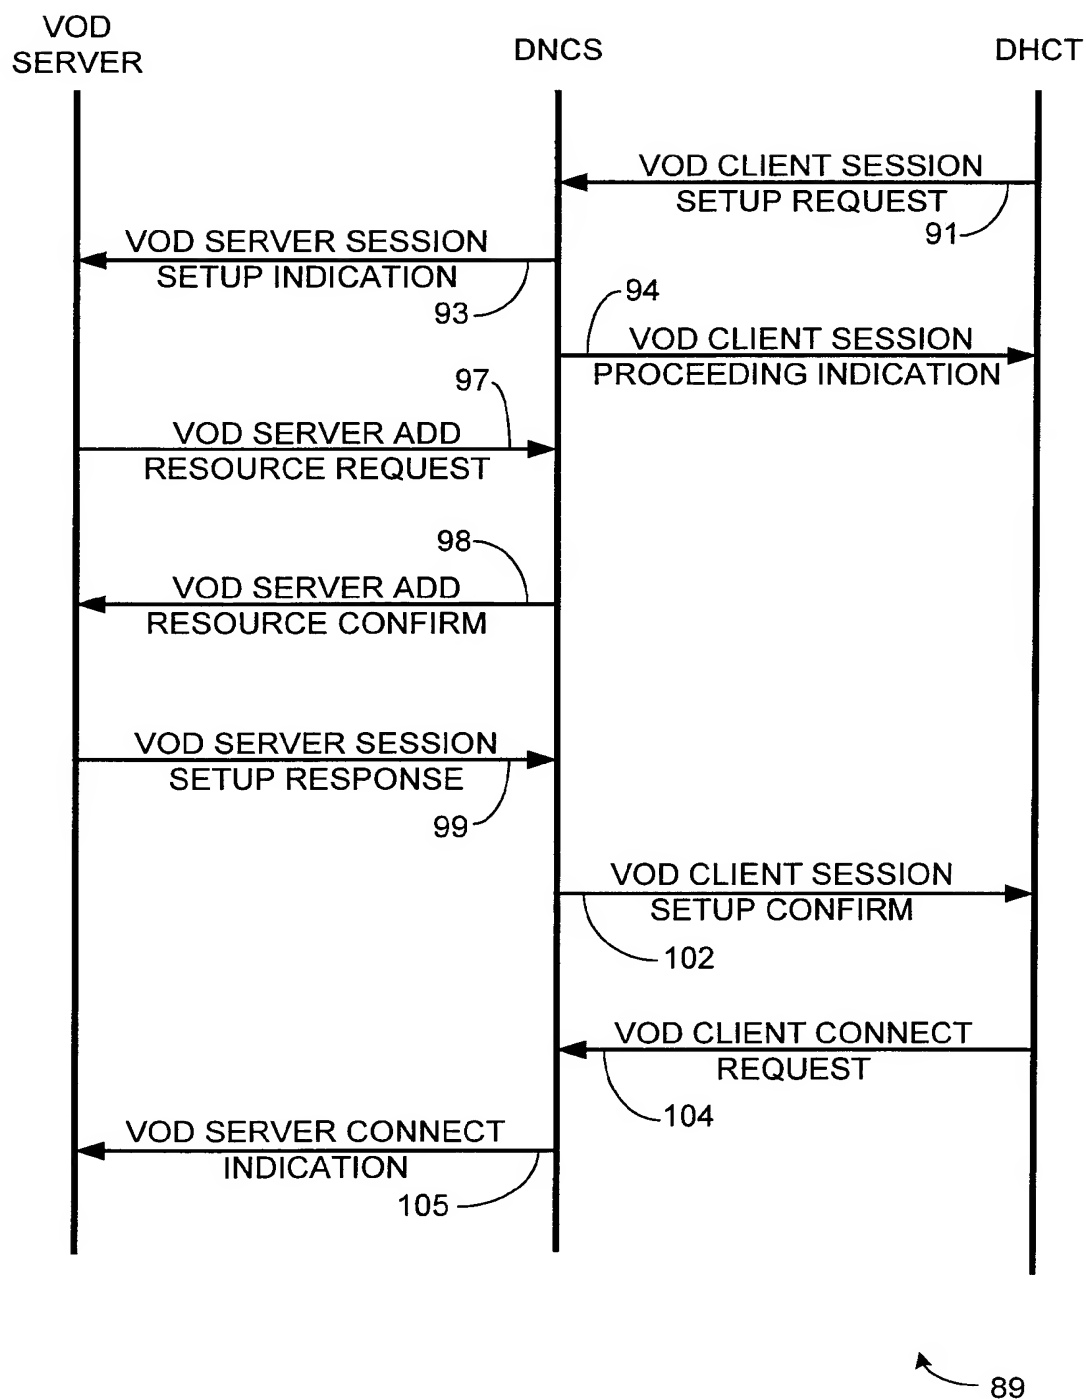 VOD
SERVER
DNCS
DHCT
VOD CLIENT SESSION
SETUP REQUEST
91
VOD SERVER SESSION
SETUP INDICATION
93
94
VOD CLIENT SESSION
PROCEEDING INDICATION
97
VOD SERVER ADD
RESOURCE REQUEST
98
VOD SERVER ADD
RESOURCE CONFIRM
VOD SERVER SESSION
SETUP RESPONSE
99
VOD CLIENT SESSION
SETUP CONFIRM
102
VOD CLIENT CONNECT
REQUEST
104
VOD SERVER CONNECT
INDICATION
105
89